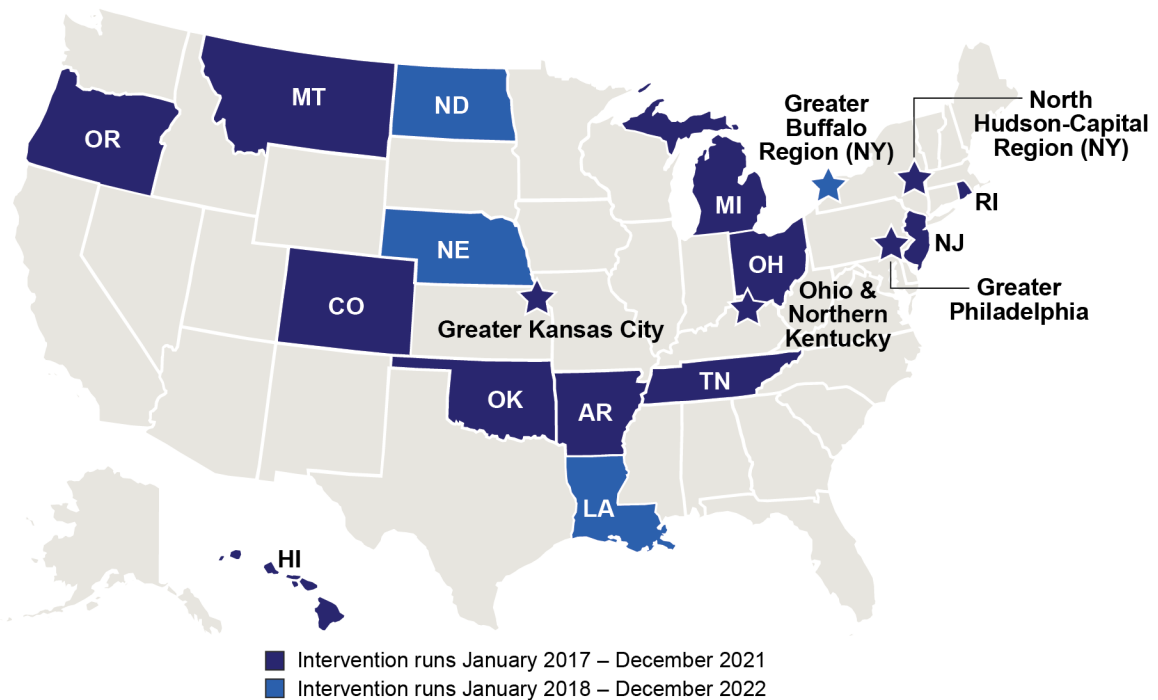 MT
ND
OR
Greater
Buffalo
Region (NY)
North
Hudson-Capital
Region (NY)
MI
RI
NE
NJ
OH
CO
Greater Kansas City
Ohio &
Northern
Kentucky
Greater
Philadelphia
TN
OK
AR
LA
HI
Intervention runs January 2017 – December 2021
Intervention runs January 2018 – December 2022